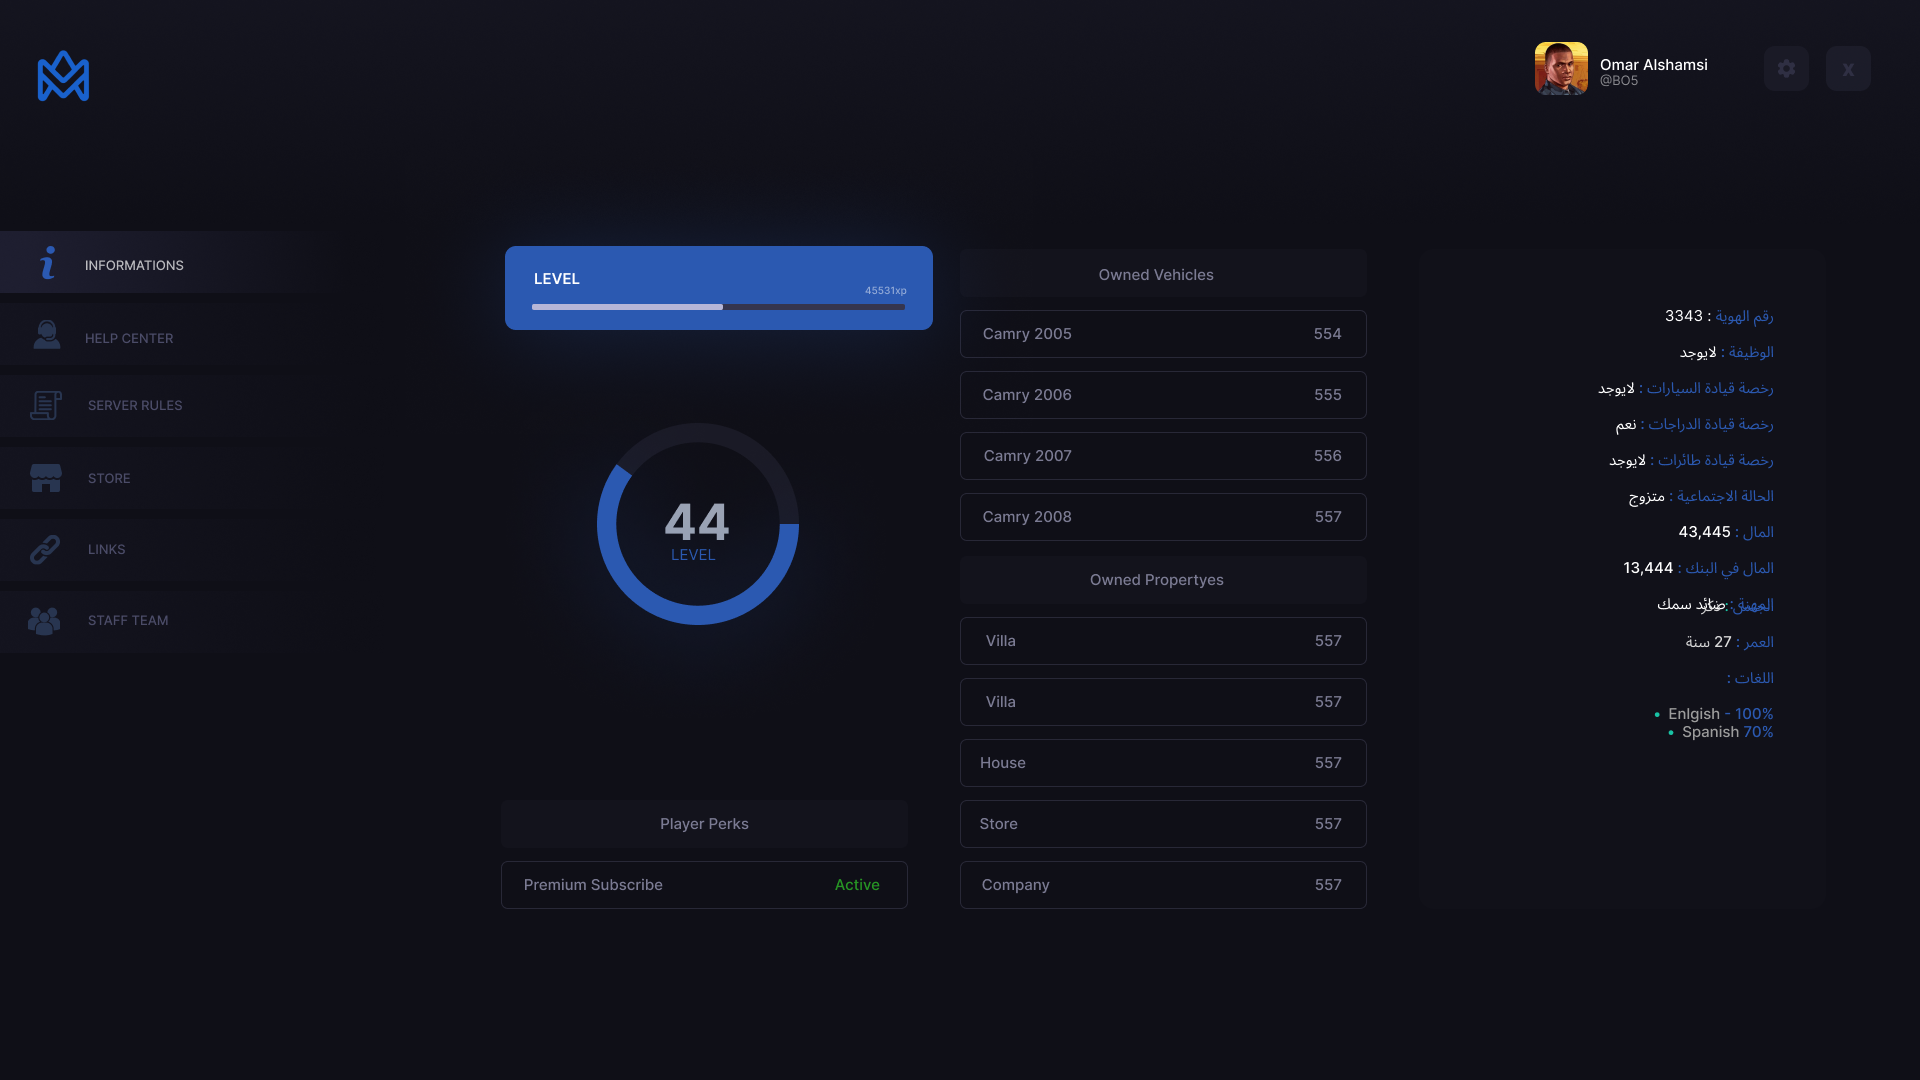 Omar Alshamsi
@BO5
X
INFORMATIONS
HELP CENTER
SERVER RULES
STORE
LINKS
STAFF TEAM
LEVEL
45531xp
44
LEVEL
Player Perks
Premium Subscribe Active
Owned Vehicles
Camry 2005 554
Camry 2006 555
Camry 2007 556
Camry 2008 557
Owned Propertyes
Villa 557
Villa 557
House 557
Store 557
Company 557
رقم الهوية : 3343
الوظيفة : لايوجد
رخصة قيادة السيارات : لايوجد
رخصة قيادة الدراجات : نعم
رخصة قيادة طائرات : لايوجد
الحالة الاجتماعية : متزوج
المال : 43,445
المال في البنك : 13,444
المهنة : صائد سمك
الجنس : ذكر
العمر : 27 سنة
اللغات :
• Enlgish - 100%
• Spanish 70%